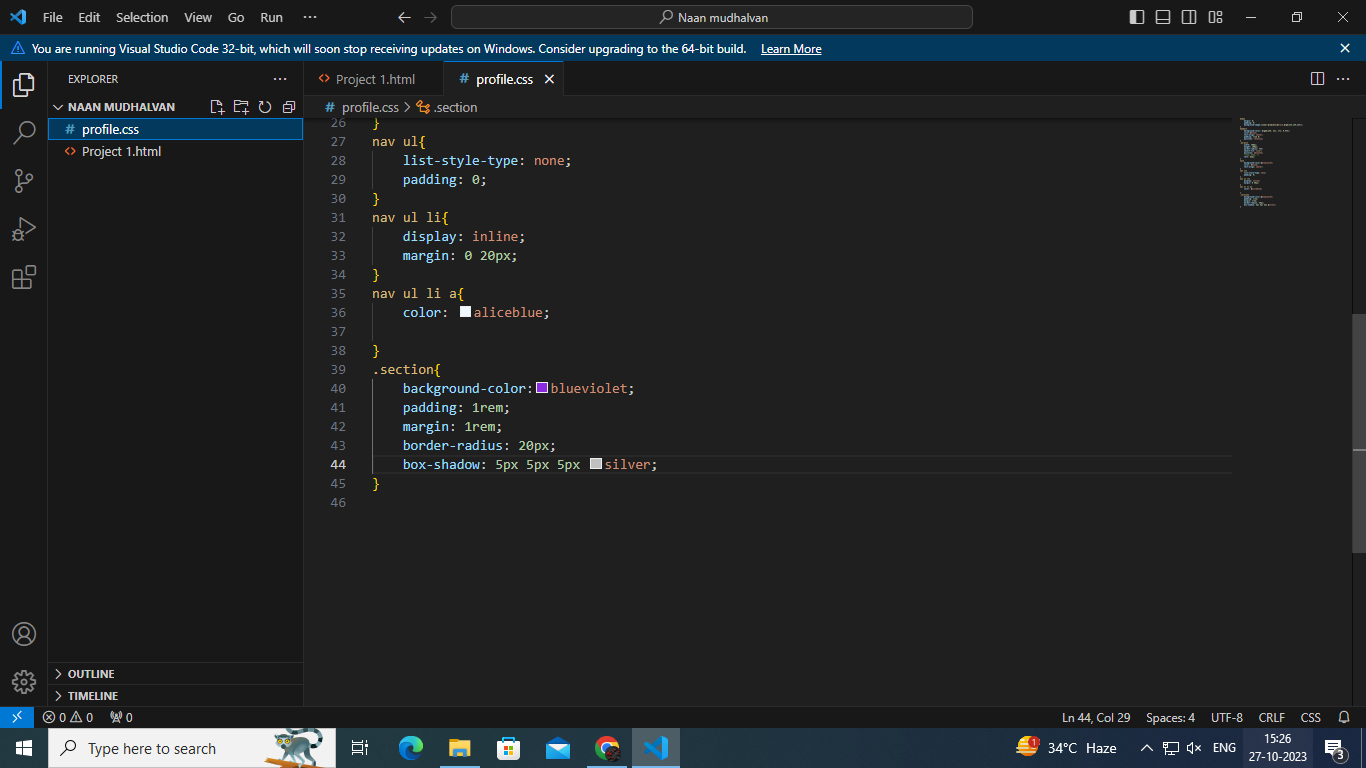 File Edit Selection View Go Run ··· Naan mudhalvan
You are running Visual Studio Code 32-bit, which will soon stop receiving updates on Windows. Consider upgrading to the 64-bit build. Learn More
EXPLORER
NAAN MUDHALVAN
# profile.css
<> Project 1.html
OUTLINE
TIMELINE
<> Project 1.html # profile.css
# profile.css > .section
26 }
27 nav ul{
28 list-style-type: none;
29 padding: 0;
30 }
31 nav ul li{
32 display: inline;
33 margin: 0 20px;
34 }
35 nav ul li a{
36 color: aliceblue;
37
38 }
39 .section{
40 background-color: blueviolet;
41 padding: 1rem;
42 margin: 1rem;
43 border-radius: 20px;
44 box-shadow: 5px 5px 5px silver;
45 }
46
0 0 0 Ln 44, Col 29 Spaces: 4 UTF-8 CRLF CSS
Type here to search 1 34°C Haze ENG 15:26 3
27-10-2023